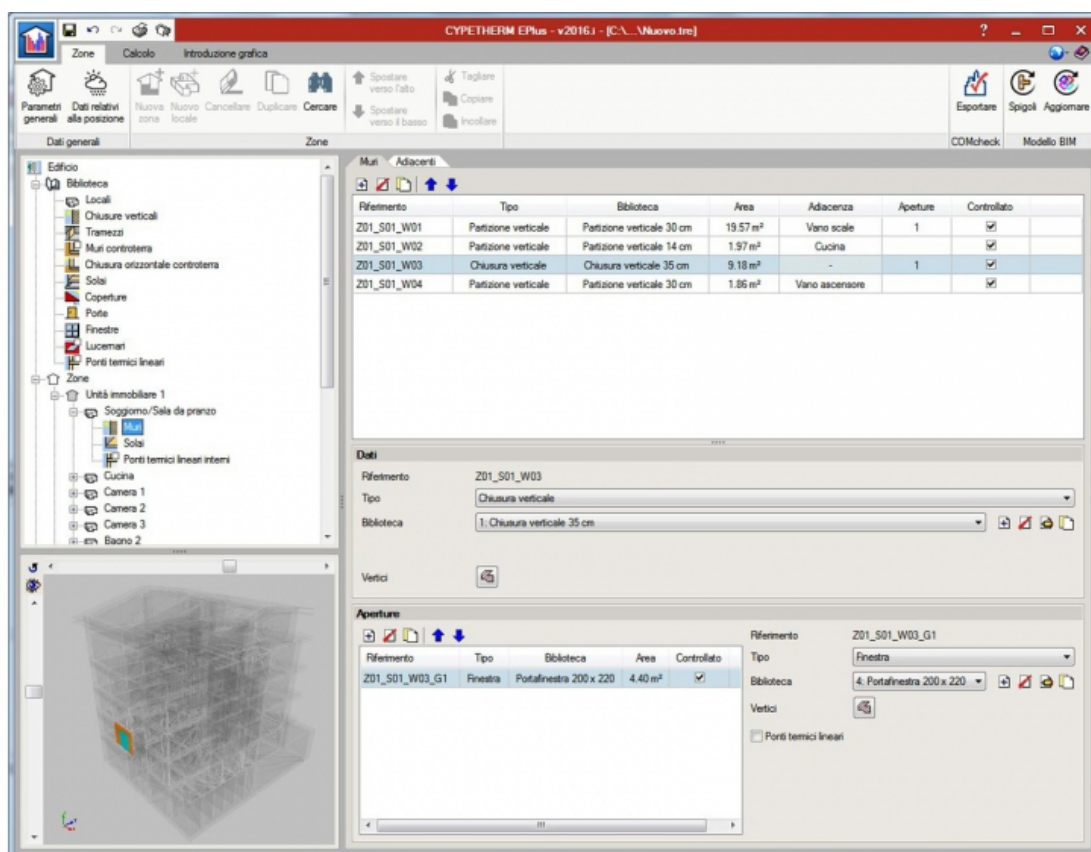 CYPETHERM EPlus - v2016.i - [C:\...\Nuovo.tre]
Zone Calcolo Introduzione grafica
Parametri generali
Dati relativi alla posizione
Nuova zona
Nuovo locale
Cancellare
Duplicare
Cercare
Spostare verso l'alto
Spostare verso il basso
Tagliare
Copiare
Incollare
Esportare
Spigoli
Aggiornare
Dati generali Zone COMcheck Modello BIM
Edificio
Biblioteca
Locali
Chiusure verticali
Tramezzi
Muri controterra
Chiusura orizzontale controterra
Solai
Coperture
Porte
Finestre
Lucernari
Ponti termici lineari
Zone
Unità immobiliare 1
Soggiorno/Sala da pranzo
Muri
Solai
Ponti termici lineari interni
Cucina
Camera 1
Camera 2
Camera 3
Bagno 2
Muri Adiacenti
Riferimento Tipo Biblioteca Area Adiacenza Aperture Controllato
Z01_S01_W01 Partizione verticale Partizione verticale 30 cm 19.57 m² Vano scale 1
Z01_S01_W02 Partizione verticale Partizione verticale 14 cm 1.97 m² Cucina
Z01_S01_W03 Chiusura verticale Chiusura verticale 35 cm 9.18 m² - 1
Z01_S01_W04 Partizione verticale Partizione verticale 30 cm 1.86 m² Vano ascensore
Dati
Riferimento Z01_S01_W03
Tipo Chiusura verticale
Biblioteca 1: Chiusura verticale 35 cm
Vertici
Aperture
Riferimento Tipo Biblioteca Area Controllato
Z01_S01_W03_G1 Finestra Portafinestra 200 x 220 4.40 m²
Riferimento Z01_S01_W03_G1
Tipo Finestra
Biblioteca 4: Portafinestra 200 x 220
Vertici
Ponti termici lineari